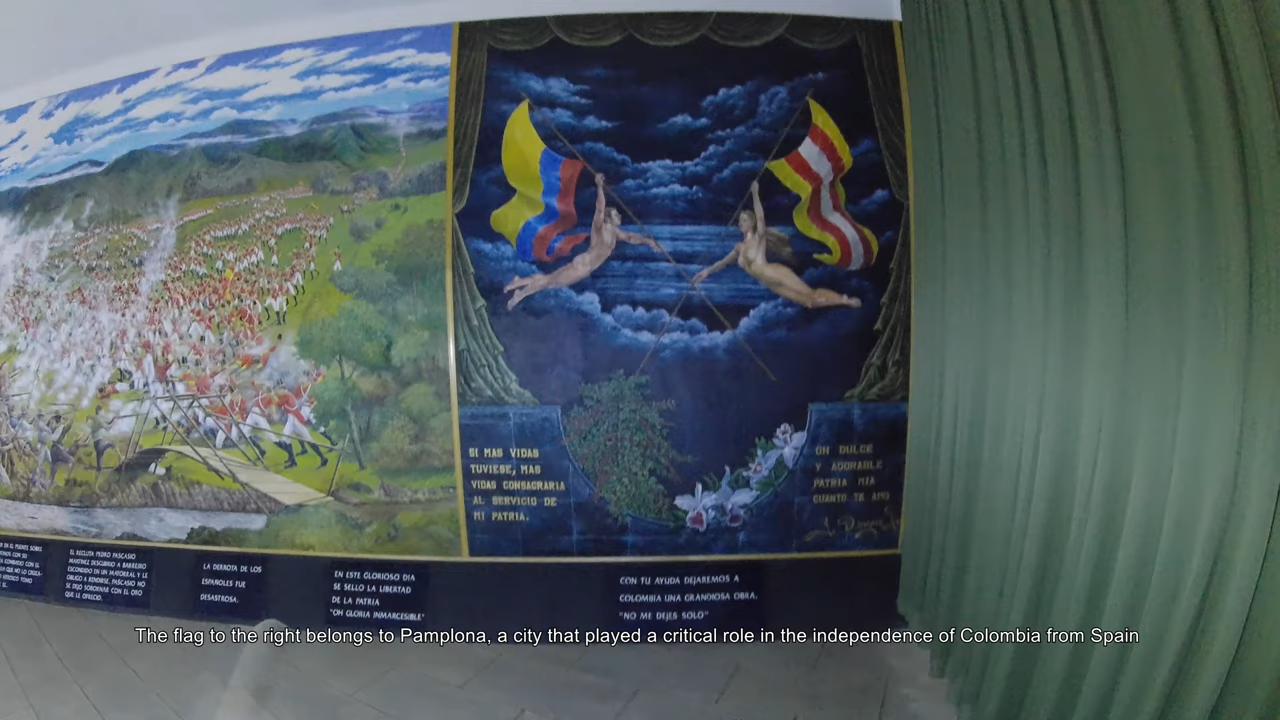 SI MAS VIDAS
TUVIESE, MAS
VIDAS CONSAGRARIA
AL SERVICIO DE
MI PATRIA.
OH DULCE
Y ADORABLE
PATRIA MIA
CUANTO TE AMO
EL RECLUTA PEDRO PASCASIO
MARTINEZ DESCUBRIO A BARREIRO
ESCONDIDO EN UN MATORRAL Y LE
OBLIGO A RENDIRSE. PASCASIO NO
SE DEJO SOBORNAR CON EL ORO
QUE LE OFRECIO.
LA DERROTA DE LOS
ESPAÑOLES FUE
DESASTROSA.
EN ESTE GLORIOSO DIA
SE SELLO LA LIBERTAD
DE LA PATRIA
"OH GLORIA INMARCESIBLE"
CON TU AYUDA DEJAREMOS A
COLOMBIA UNA GRANDIOSA OBRA.
"NO ME DEJES SOLO"
The flag to the right belongs to Pamplona, a city that played a critical role in the independence of Colombia from Spain